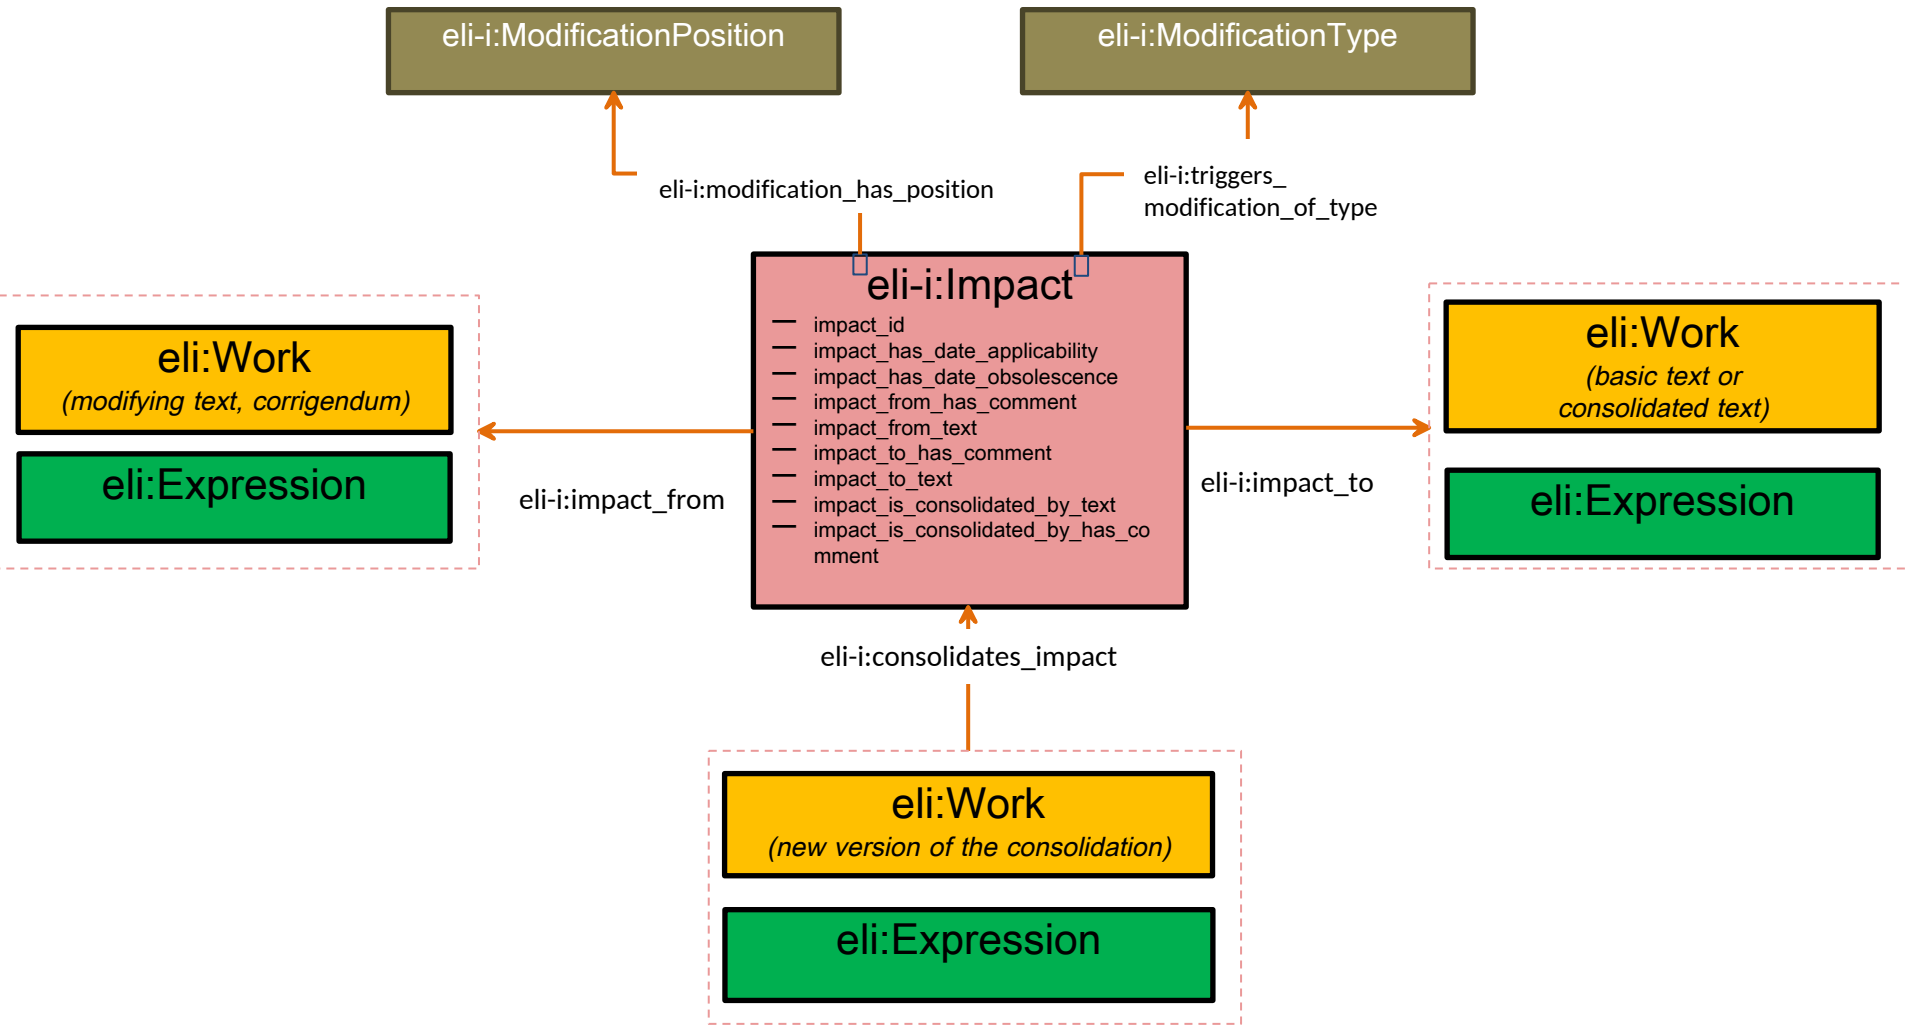 eli-i:ModificationPosition
eli-i:ModificationType
eli-i:modification_has_position
eli-i:triggers_
modification_of_type
eli-i:Impact
— impact_id
— impact_has_date_applicability
— impact_has_date_obsolescence
— impact_from_has_comment
— impact_from_text
— impact_to_has_comment
— impact_to_text
— impact_is_consolidated_by_text
— impact_is_consolidated_by_has_co
mment
eli:Work
(modifying text, corrigendum)
eli:Expression
eli-i:impact_from
eli-i:impact_to
eli:Work
(basic text or
consolidated text)
eli:Expression
eli-i:consolidates_impact
eli:Work
(new version of the consolidation)
eli:Expression